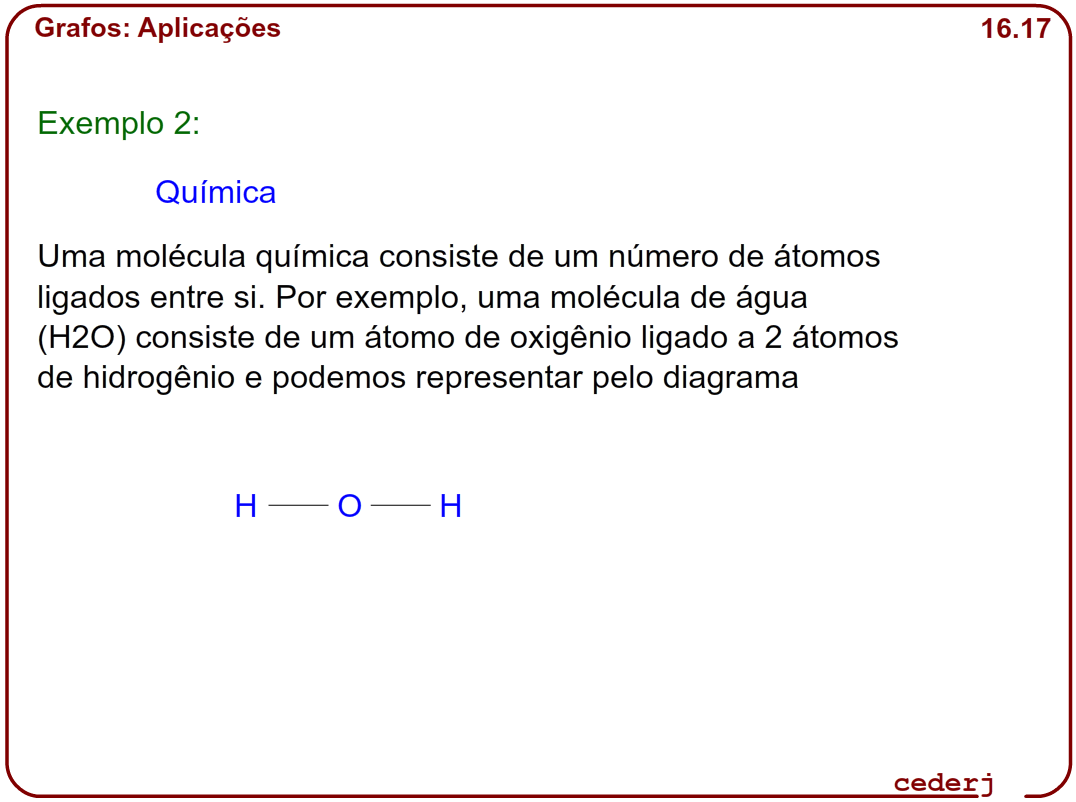 Grafos: Aplicações 16.17
Exemplo 2:
Química
Uma molécula química consiste de um número de átomos
ligados entre si. Por exemplo, uma molécula de água
(H2O) consiste de um átomo de oxigênio ligado a 2 átomos
de hidrogênio e podemos representar pelo diagrama
H — O — H
cederj